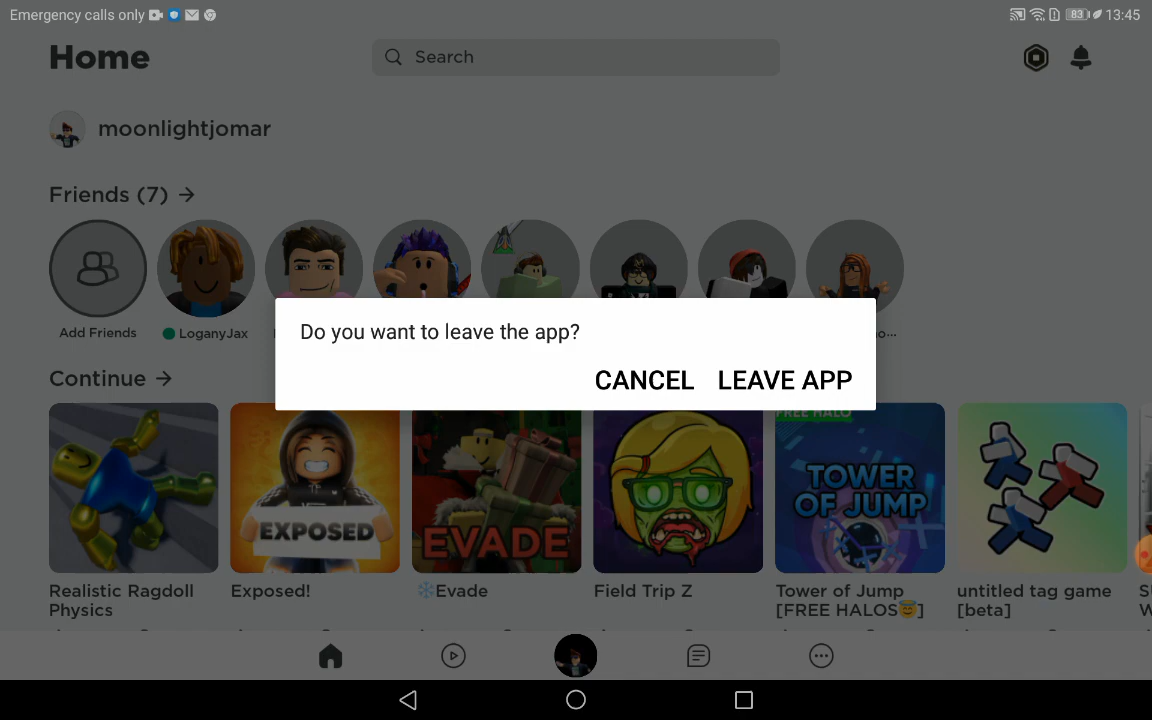 Emergency calls only
83 13:45
Home
Search
moonlightjomar
Friends (7)
Add Friends
LoganyJax
Do you want to leave the app?
CANCEL LEAVE APP
Continue
EXPOSED
EVADE
FREE HALO
TOWER
OF JUMP
Realistic Ragdoll
Physics
Exposed!
❄️Evade
Field Trip Z
Tower of Jump
[FREE HALOS😇]
untitled tag game
[beta]